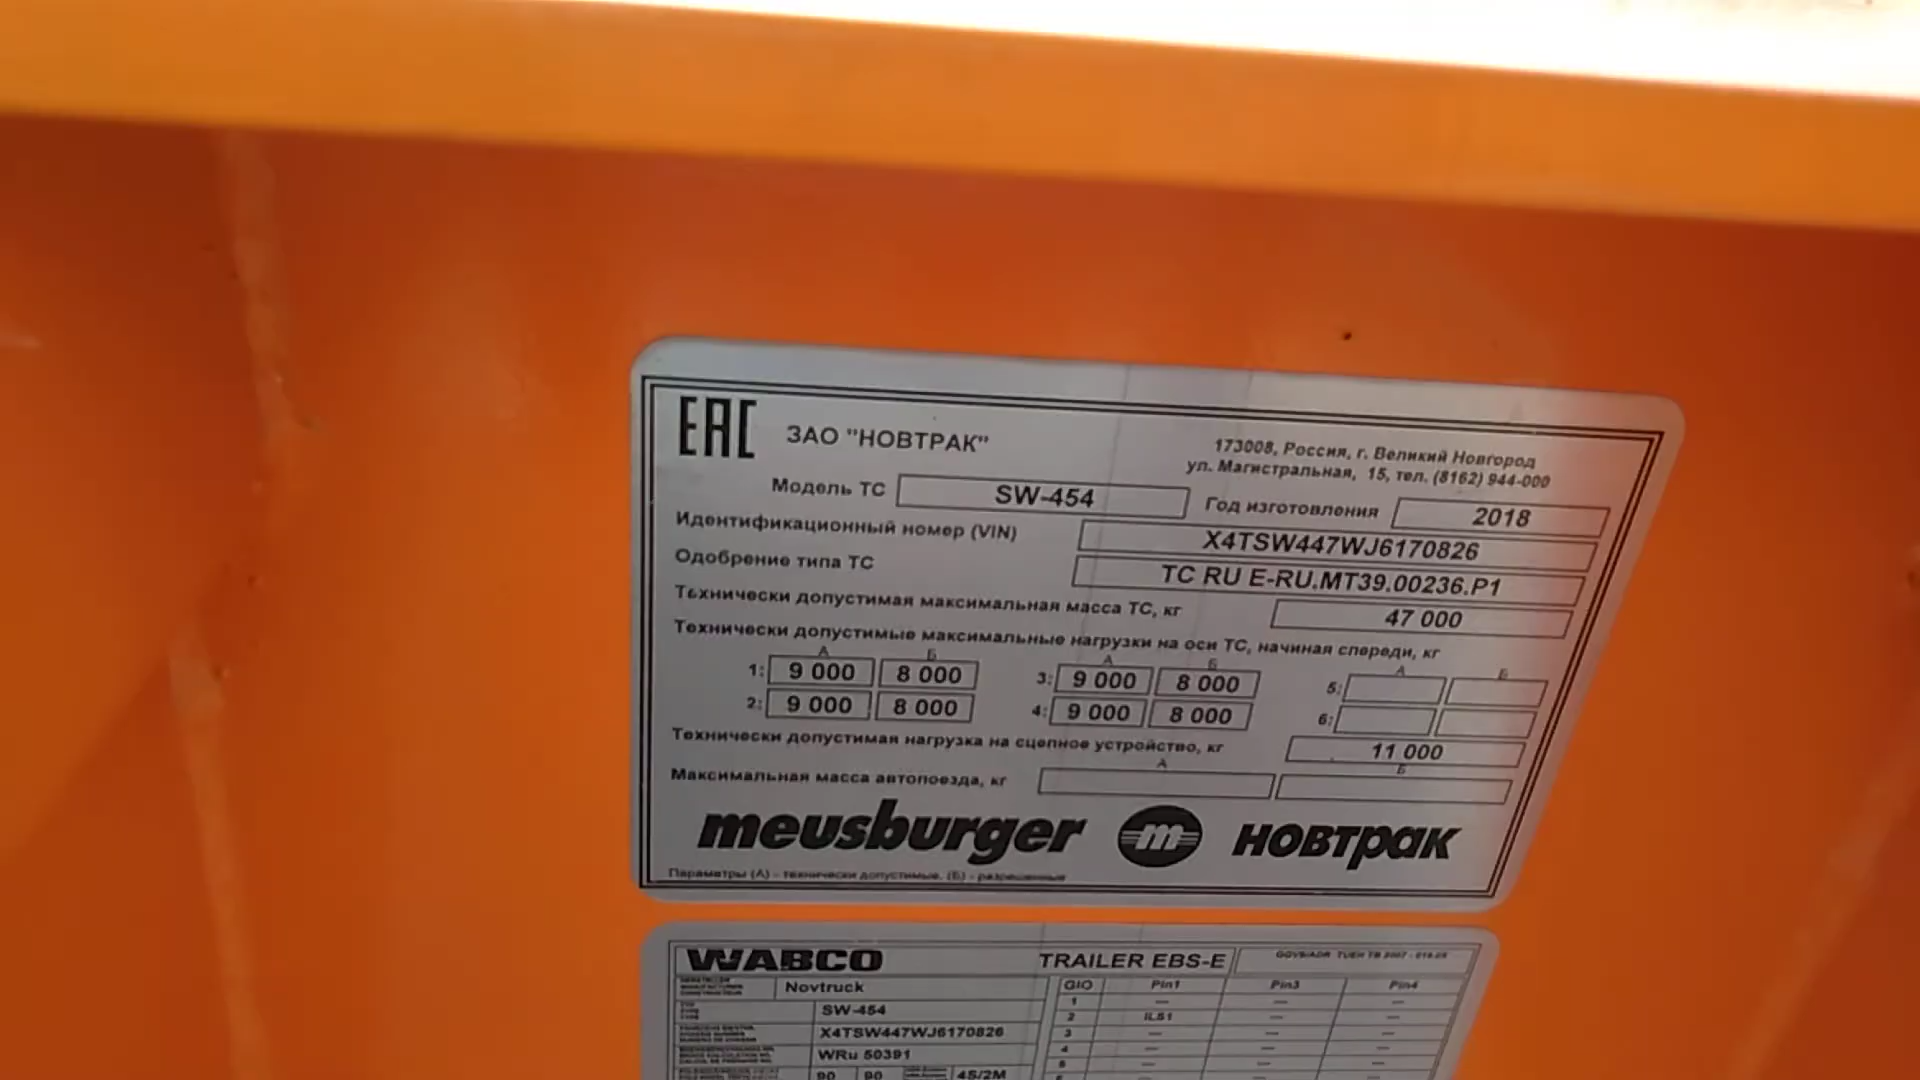 EAC ЗАО "НОВТРАК"
173008, Россия, г. Великий Новгород
ул. Магистральная, 15, тел. (8162) 944-000
Модель ТС SW-454 Год изготовления 2018
Идентификационный номер (VIN) X4TSW447WJ6170826
Одобрение типа ТС ТС RU E-RU.MT39.00236.P1
Технически допустимая максимальная масса ТС, кг 47 000
Технически допустимые максимальные нагрузки на оси ТС, начиная спереди, кг
А Б А Б А Б
1: 9 000 8 000 3: 9 000 8 000 5:
2: 9 000 8 000 4: 9 000 8 000 6:
Технически допустимая нагрузка на сцепное устройство, кг 11 000
А Б
Максимальная масса автопоезда, кг
meusburger m новтрак
Параметры (А) - технически допустимые, (Б) - разрешенные
WABCO TRAILER EBS-E
Novtruck GIO Pin1 Pin3 Pin4
1 — — —
SW-454 2 ILS1 — —
X4TSW447WJ6170826 3 — — —
WRu 50391 4 — — —
5 — — —
90 90 4S/2M